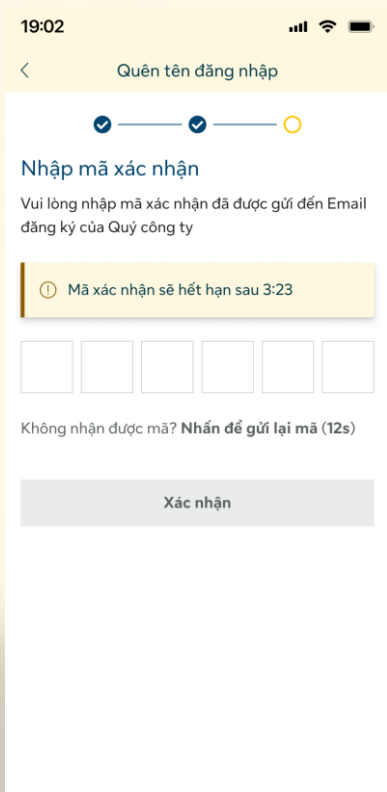 19:02
Quên tên đăng nhập
Nhập mã xác nhận
Vui lòng nhập mã xác nhận đã được gửi đến Email
đăng ký của Quý công ty
Mã xác nhận sẽ hết hạn sau 3:23
Không nhận được mã? Nhấn để gửi lại mã (12s)
Xác nhận